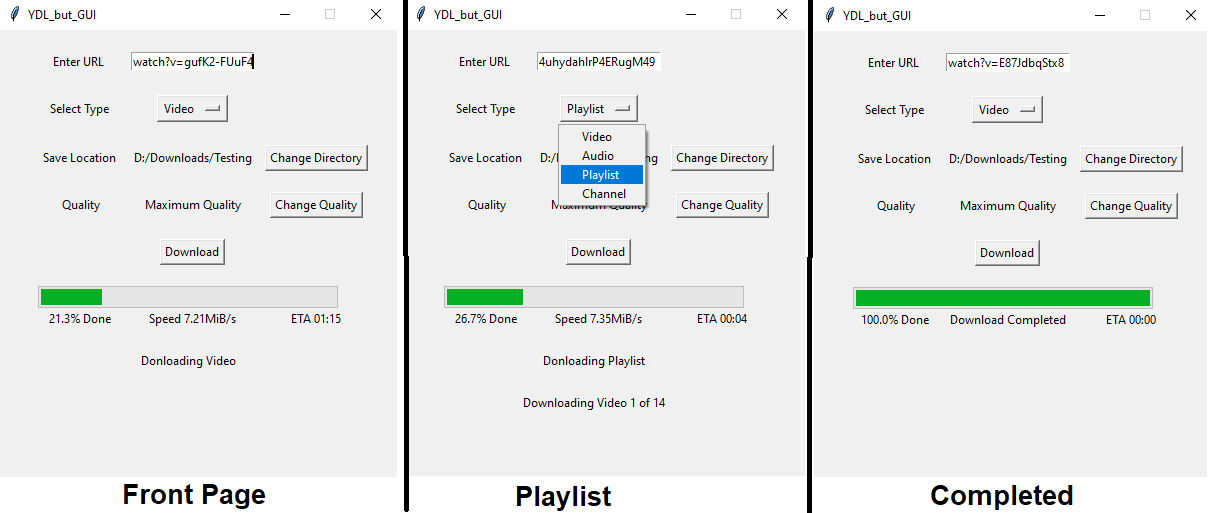 YDL_but_GUI
Enter URL watch?v=gufK2-FUuF4
Select Type Video
Save Location D:/Downloads/Testing Change Directory
Quality Maximum Quality Change Quality
Download
21.3% Done Speed 7.21MiB/s ETA 01:15
Donloading Video
Front Page
YDL_but_GUI
Enter URL 4uhydahIrP4ERugM49
Select Type Playlist
Video
Audio
Playlist
Channel
Save Location D:/ ng Change Directory
Quality Maximum Quality Change Quality
Download
26.7% Done Speed 7.35MiB/s ETA 00:04
Donloading Playlist
Downloading Video 1 of 14
Playlist
YDL_but_GUI
Enter URL watch?v=E87JdbqStx8
Select Type Video
Save Location D:/Downloads/Testing Change Directory
Quality Maximum Quality Change Quality
Download
100.0% Done Download Completed ETA 00:00
Completed